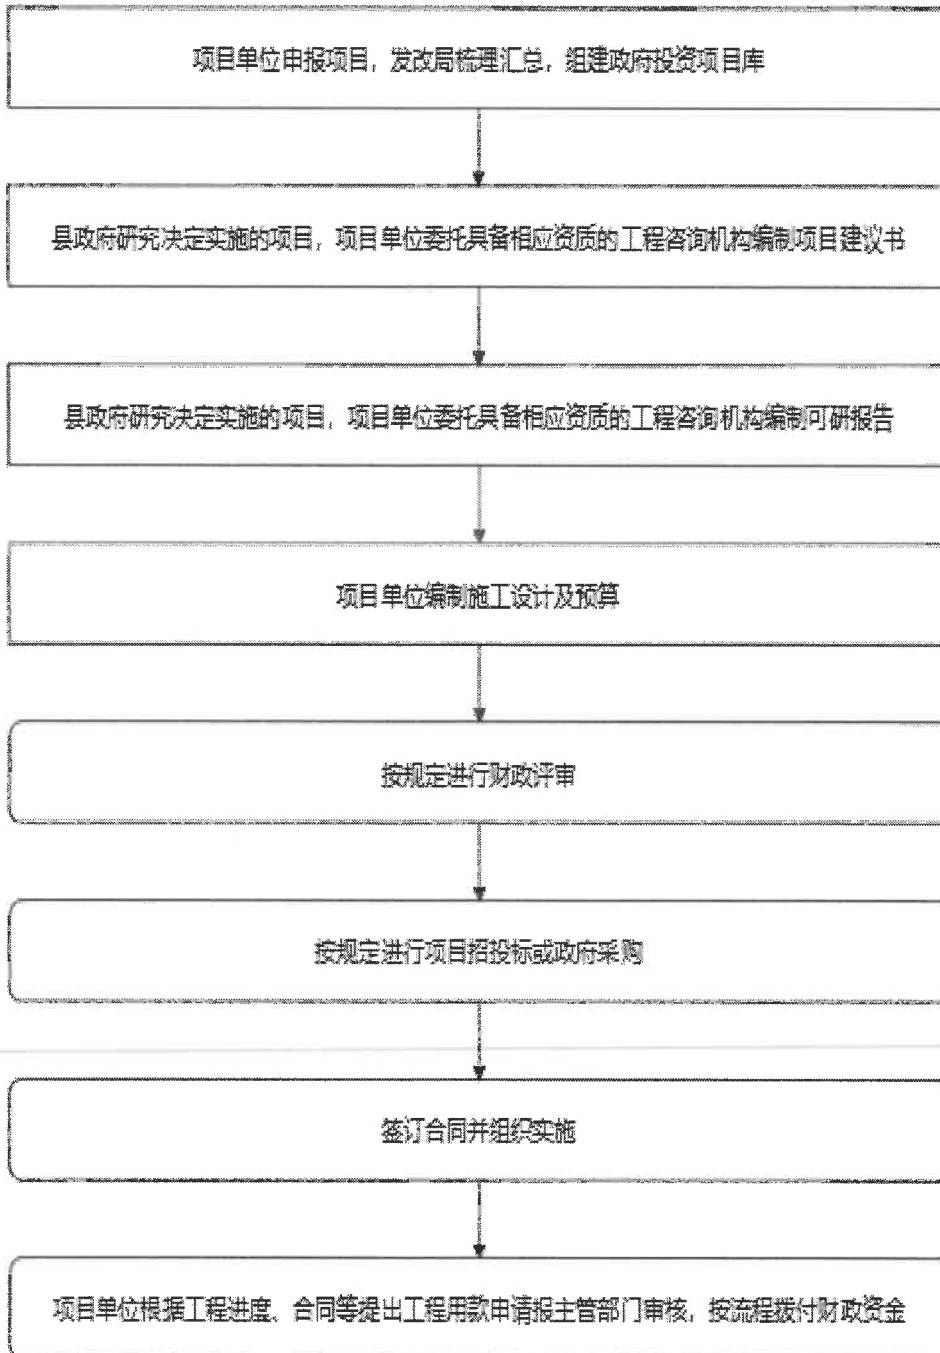 项目单位申报项目，发改局梳理汇总，组建政府投资项目库
县政府研究决定实施的项目，项目单位委托具备相应资质的工程咨询机构编制项目建议书
县政府研究决定实施的项目，项目单位委托具备相应资质的工程咨询机构编制可研报告
项目单位编制施工设计及预算
按规定进行财政评审
按规定进行项目招投标或政府采购
签订合同并组织实施
项目单位根据工程进度、合同等提出工程用款申请报主管部门审核，按流程拨付财政资金